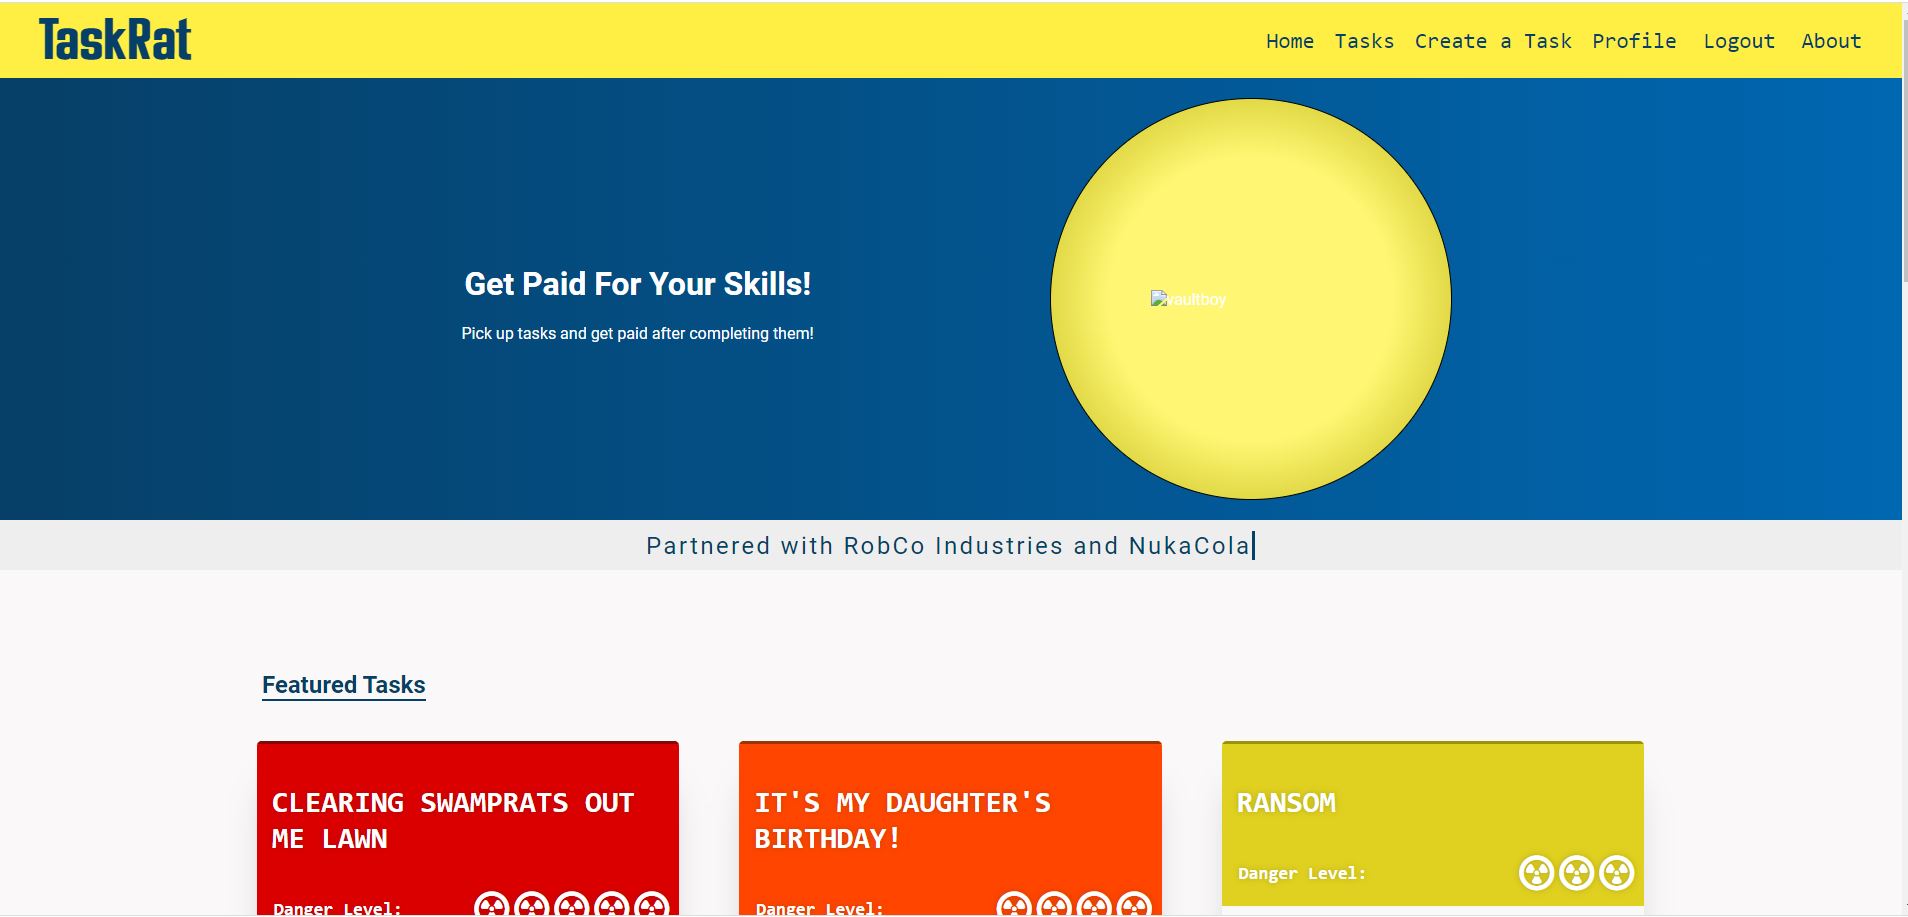 TaskRat
Home Tasks Create a Task Profile Logout About
Get Paid For Your Skills!
vaultboy
Pick up tasks and get paid after completing them!
Partnered with RobCo Industries and NukaCola
Featured Tasks
CLEARING SWAMPRATS OUT
ME LAWN
Danger Level:
IT'S MY DAUGHTER'S
BIRTHDAY!
Danger Level:
RANSOM
Danger Level: